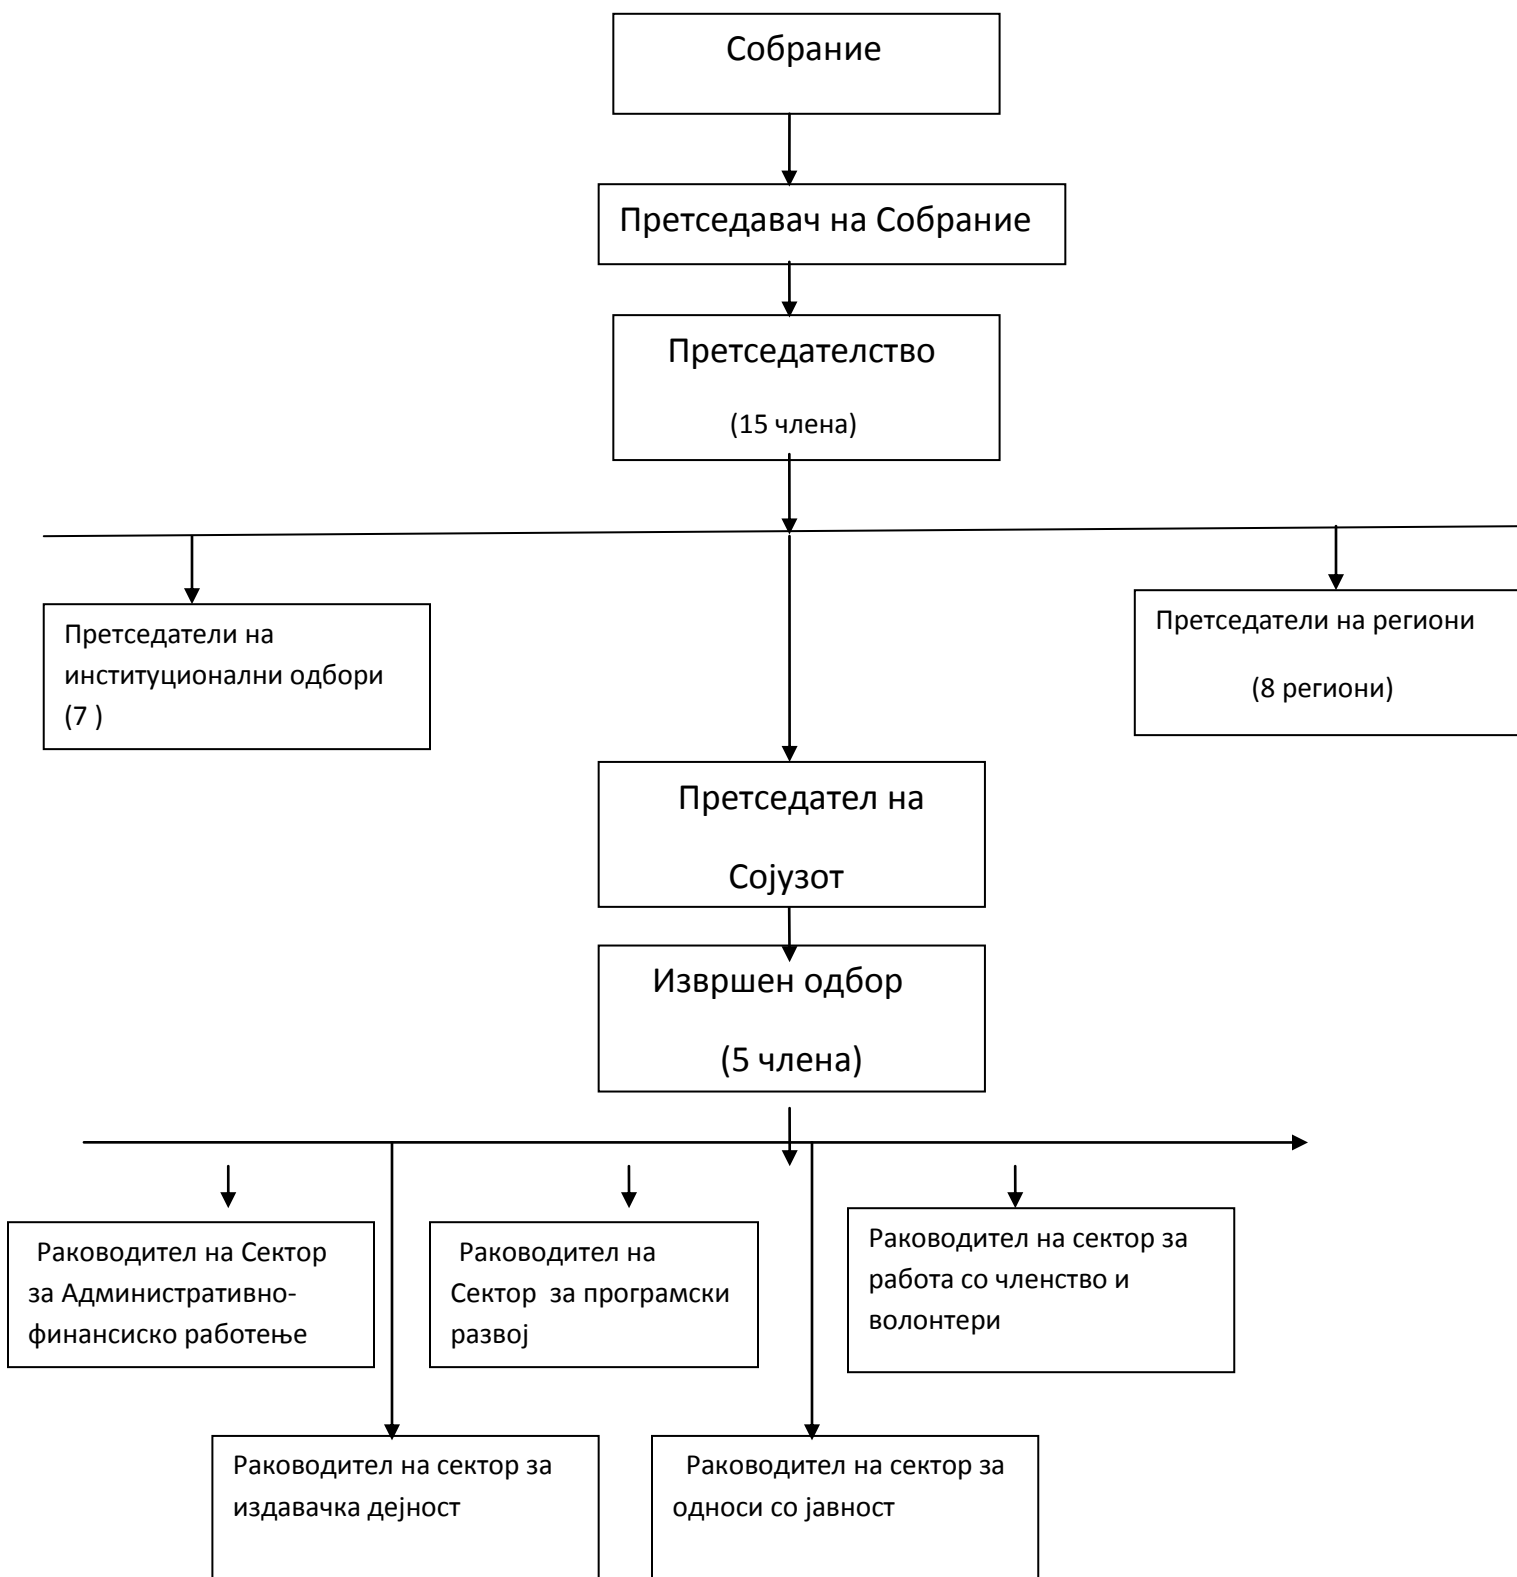 Собрание
Претседавач на Собрание
Претседателство
(15 члена)
Претседатели на
институционални одбори
(7 )
Претседатели на региони
(8 региони)
Претседател на
Сојузот
Извршен одбор
(5 члена)
Раководител на Сектор
за Административно-
финансиско работење
Раководител на
Сектор за програмски
развој
Раководител на сектор за
работа со членство и
волонтери
Раководител на сектор за
издавачка дејност
Раководител на сектор за
односи со јавност